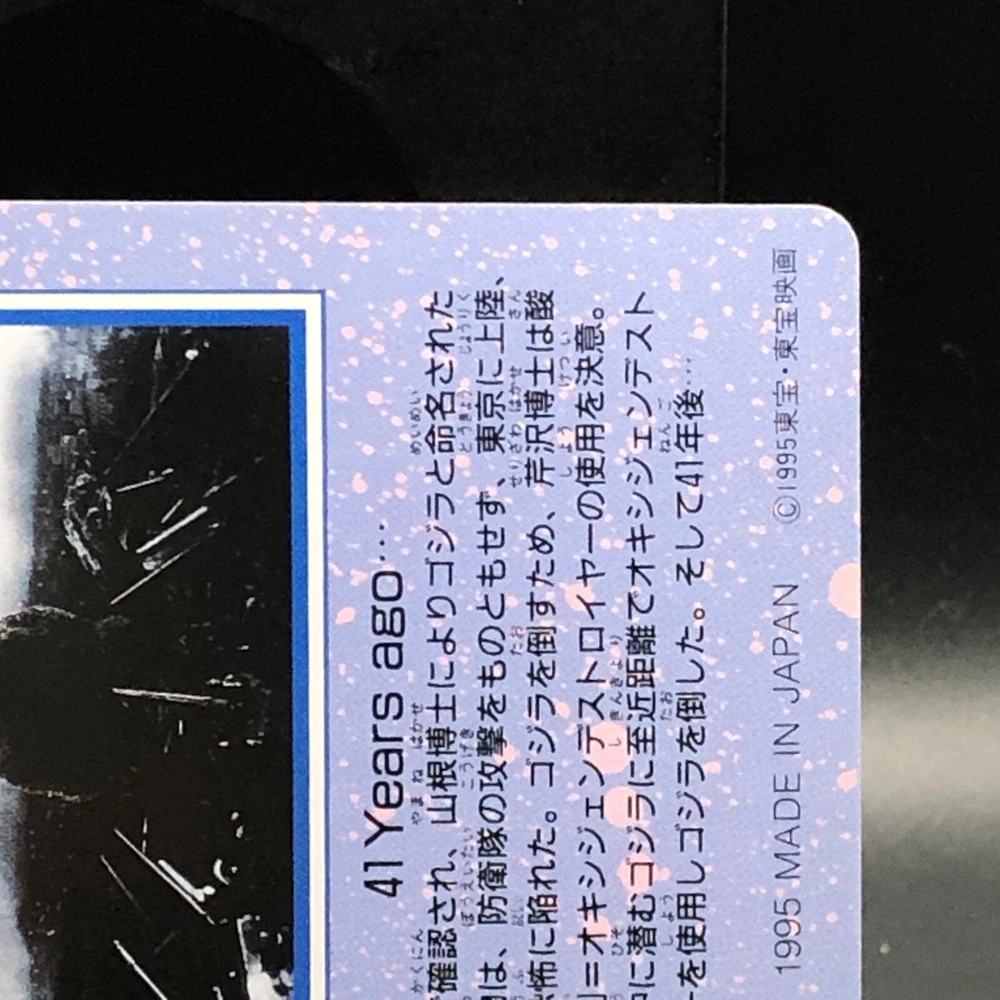 41 Years ago…
確認され、山根博士によりゴジラと命名された
は、防衛隊の攻撃をものともせず、東京に上陸、
怖に陥れた。ゴジラを倒すため、芹沢博士は酸
＝オキシジェンデストロイヤーの使用を決意。
に潜むゴジラに至近距離でオキシジェンデスト
ーを使用しゴジラを倒した。そして41年後…
1995 MADE IN JAPAN ©1995東宝・東宝映画